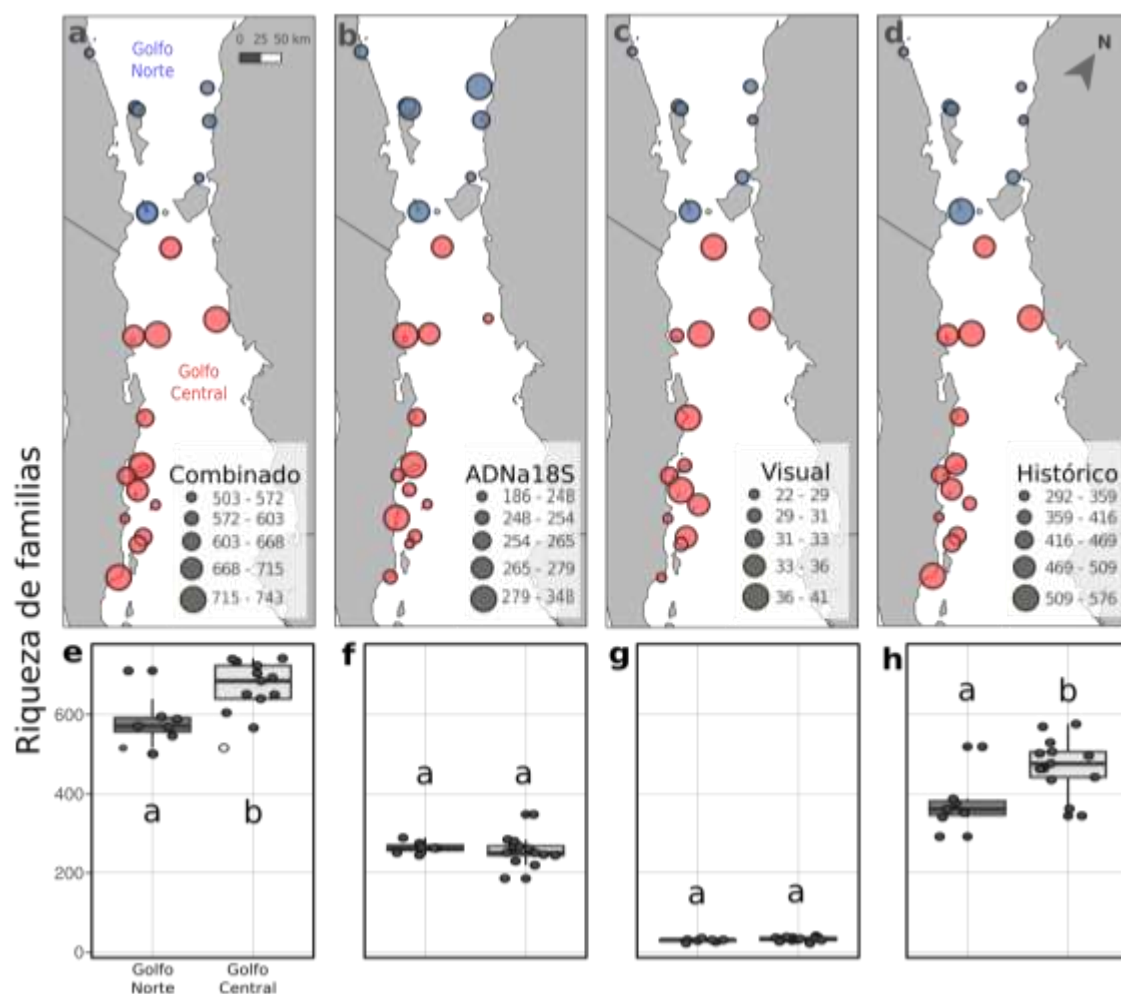 a
0 25 50 km
Golfo
Norte
Golfo
Central
Combinado
503 - 572
572 - 603
603 - 668
668 - 715
715 - 743
b
ADNa18S
186 - 248
248 - 254
254 - 265
265 - 279
279 - 348
c
Visual
22 - 29
29 - 31
31 - 33
33 - 36
36 - 41
d
N
Histórico
292 - 359
359 - 416
416 - 469
469 - 509
509 - 576
Riqueza de familias
e
600
400
200
0
a
b
Golfo
Norte
Golfo
Central
f
a
a
g
a
a
h
a
b